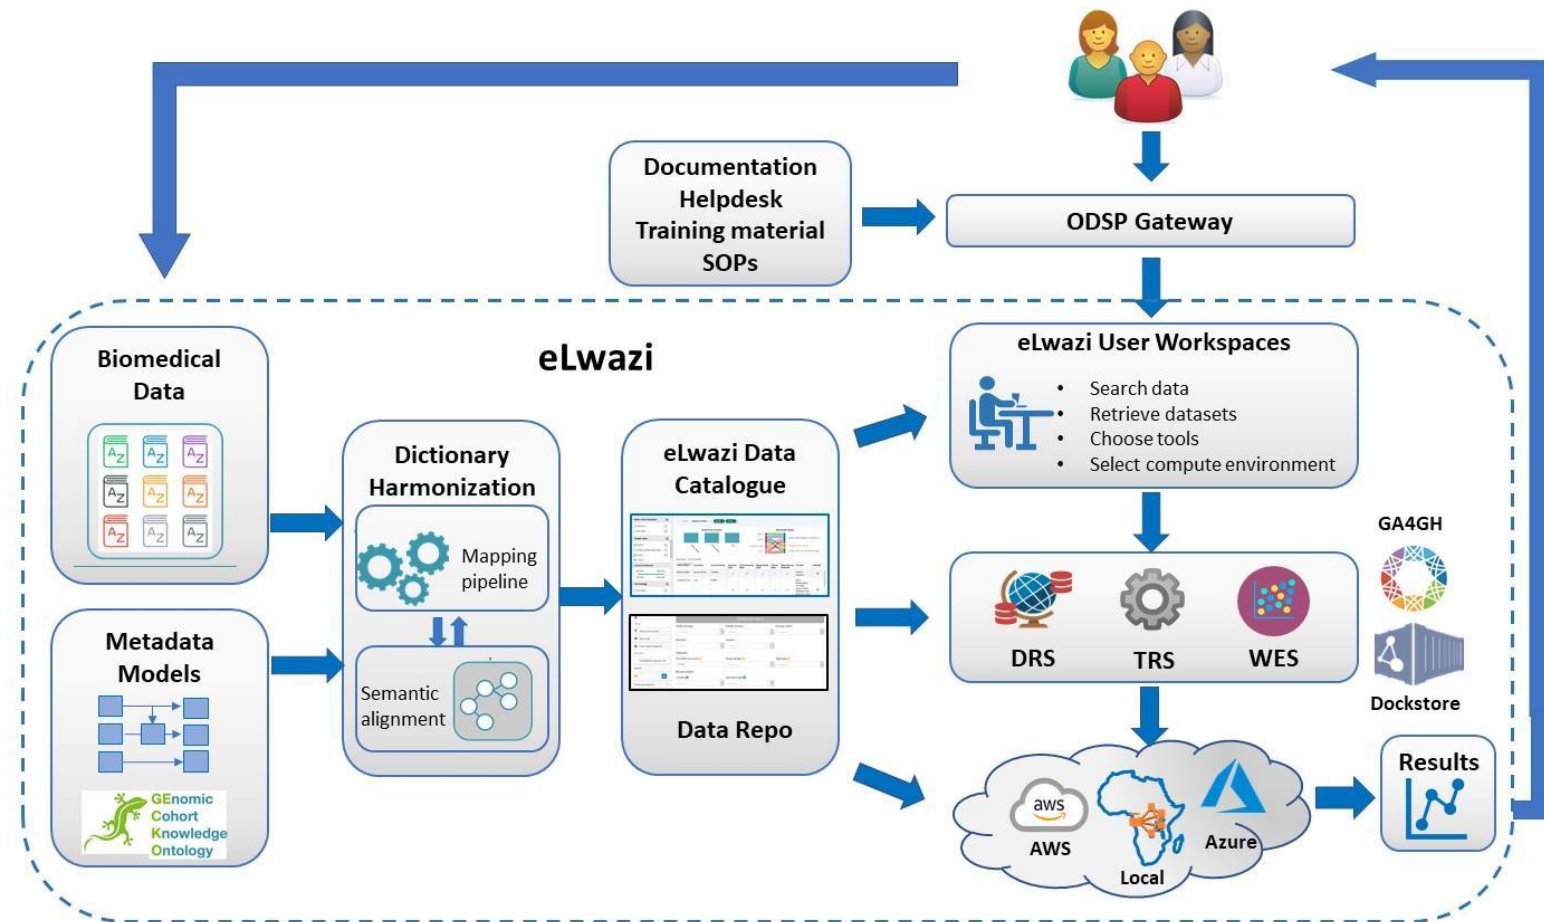 Documentation
Helpdesk
Training material
SOPs
ODSP Gateway
eLwazi
Biomedical
Data
A Z
A Z
A Z
A Z
A Z
A Z
A Z
A Z
A Z
Metadata
Models
GEnomic
Cohort
Knowledge
Ontology
Dictionary
Harmonization
Mapping
pipeline
Semantic
alignment
eLwazi Data
Catalogue
Data Repo
eLwazi User Workspaces
• Search data
• Retrieve datasets
• Choose tools
• Select compute environment
DRS
TRS
WES
GA4GH
Dockstore
aws
AWS
Local
Azure
Results